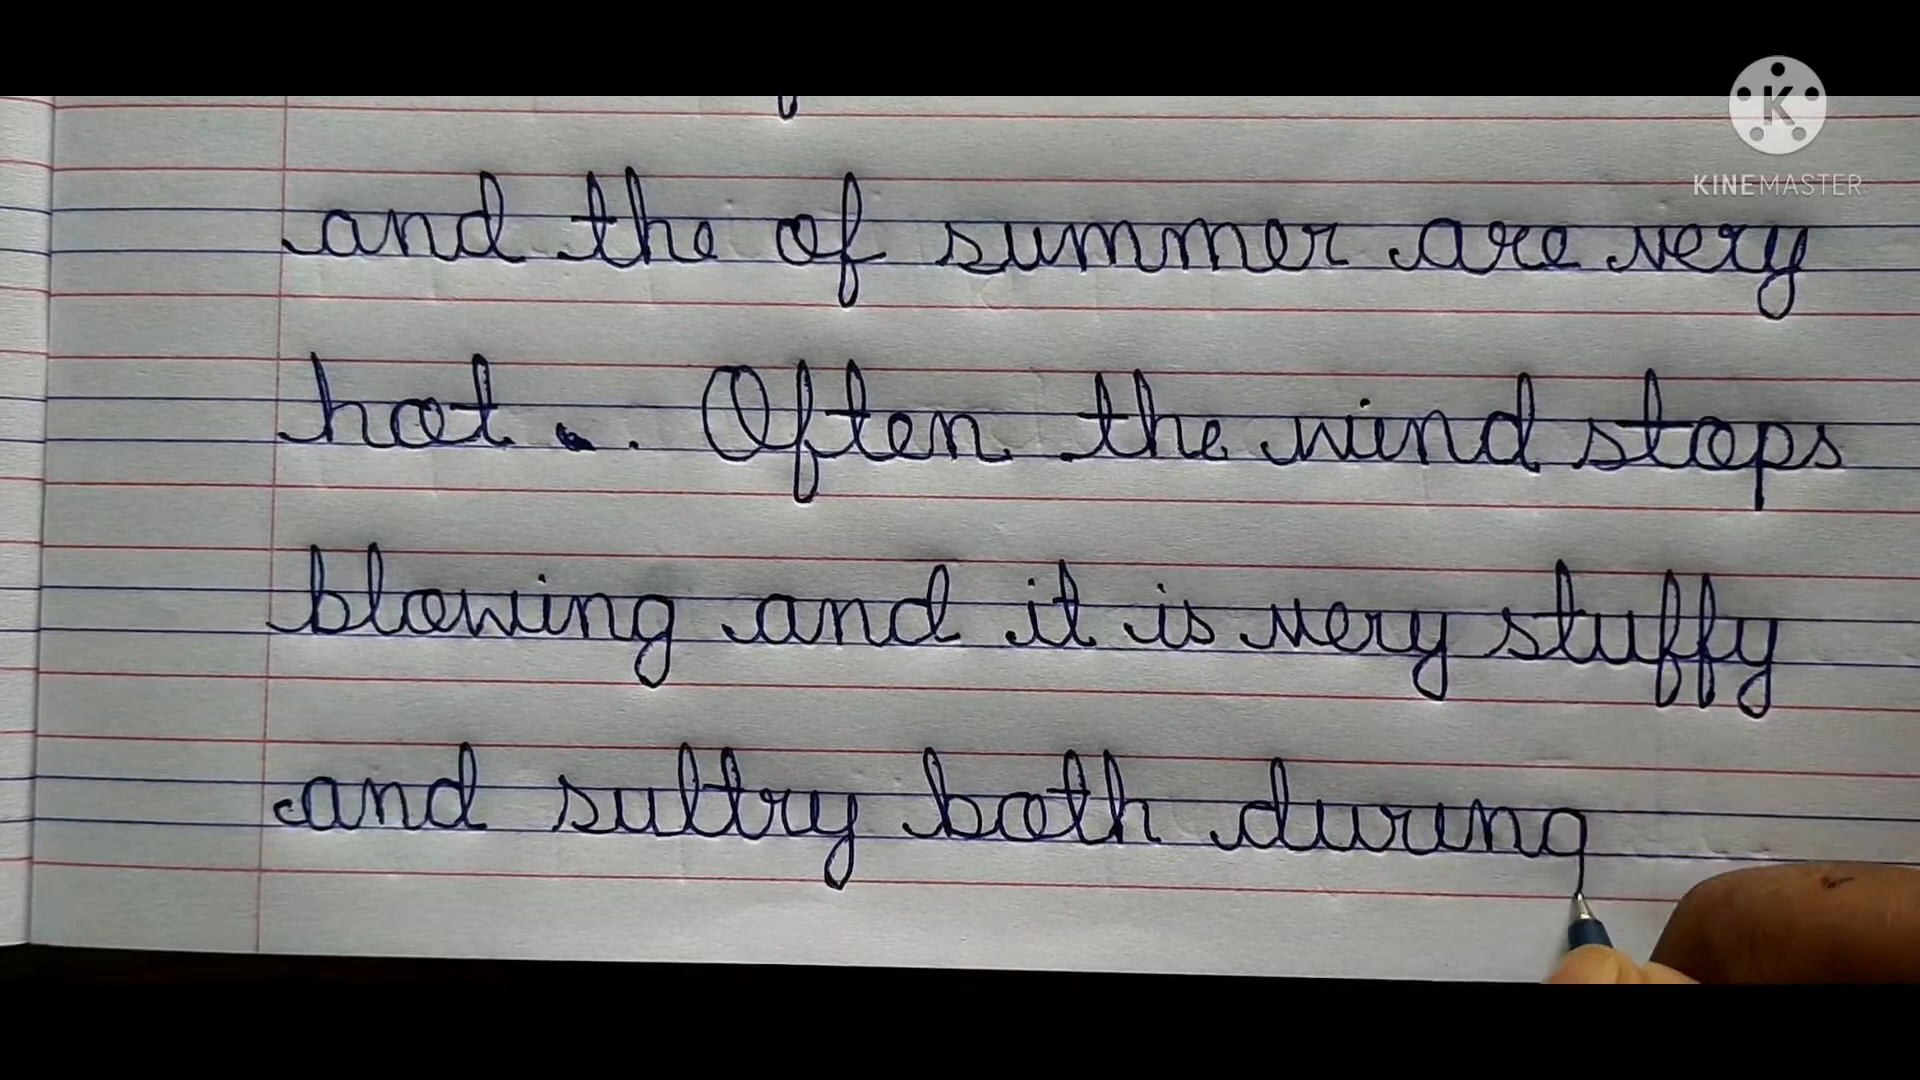 KINEMASTER
and the of summer are very
hot. Often the wind stops
blowing and it is very stuffy
and sultry both during